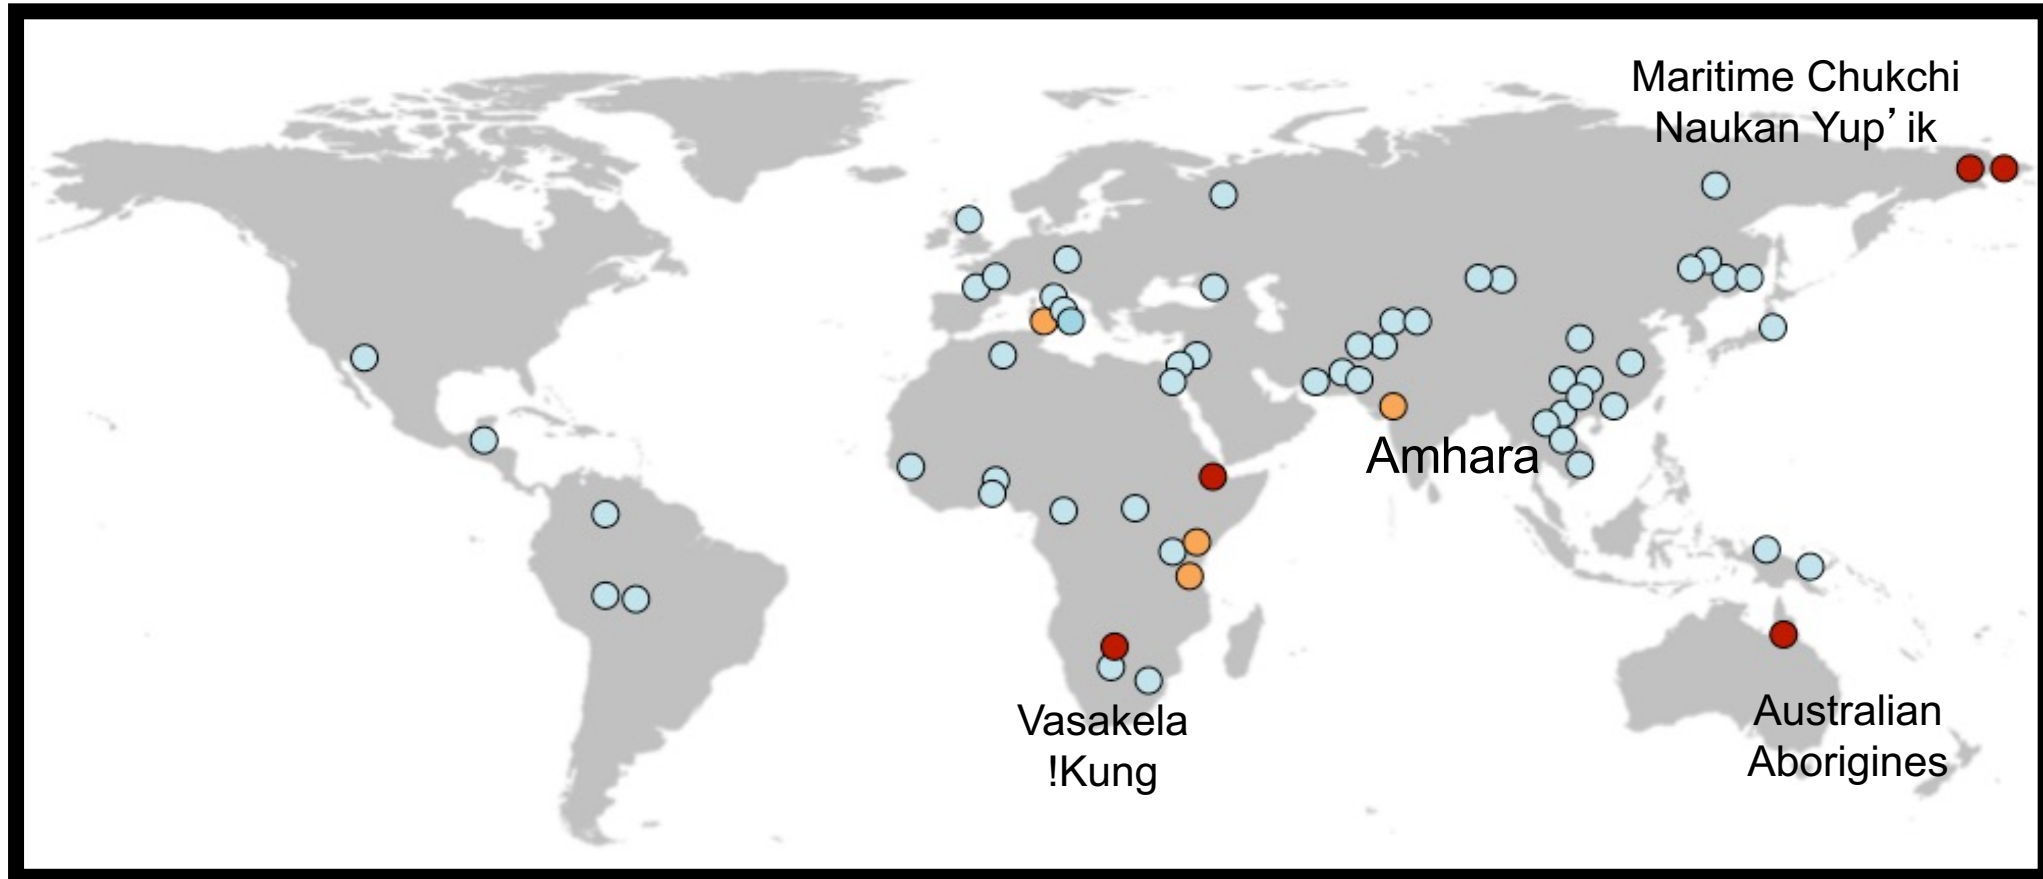 Maritime Chukchi
Naukan Yup’ ik
Amhara
Vasakela
!Kung
Australian
Aborigines